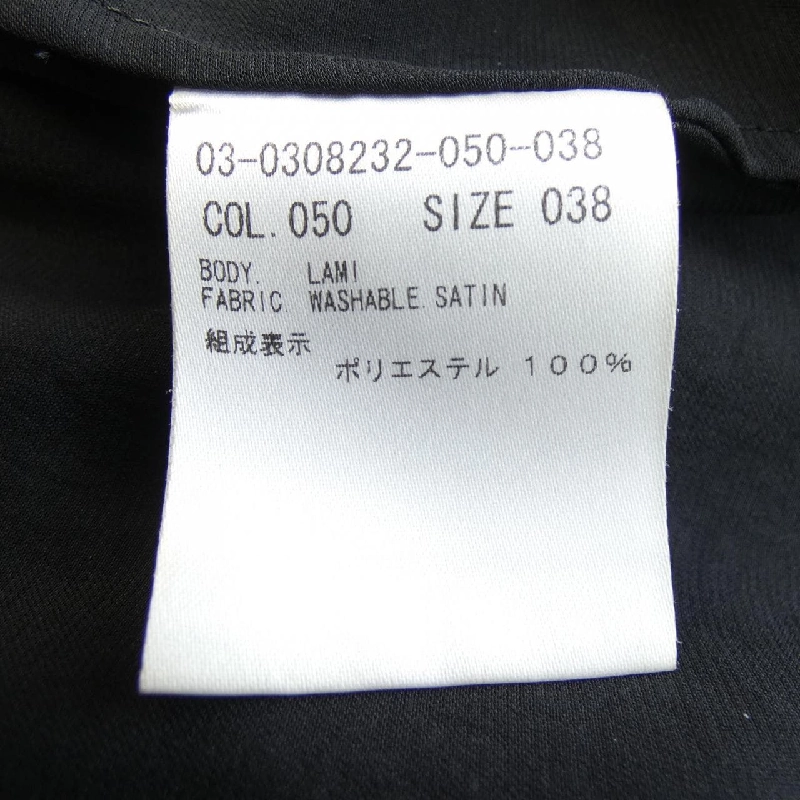 03-0308232-050-038
COL. 050 SIZE 038
BODY. LAMI
FABRIC WASHABLE SATIN
組成表示
ポリエステル 100%